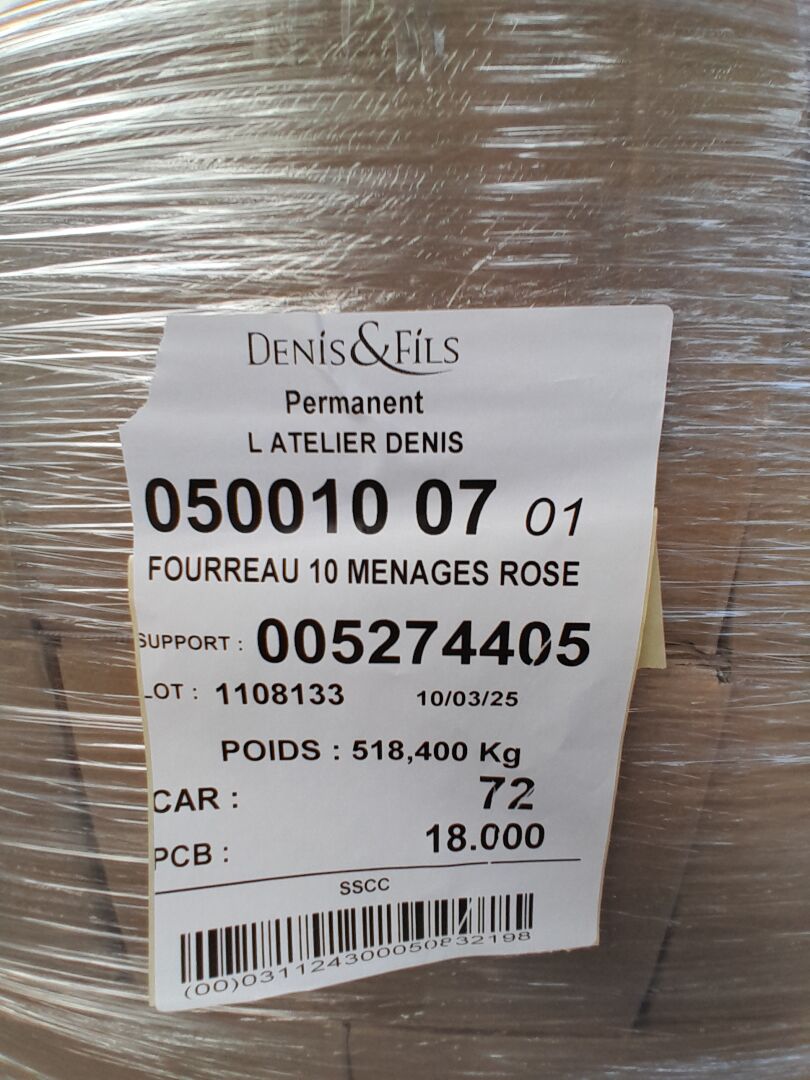 DENIS&FILS
Permanent
L ATELIER DENIS
050010 07 01
FOURREAU 10 MENAGES ROSE
SUPPORT : 005274405
LOT : 1108133 10/03/25
POIDS : 518,400 Kg
CAR : 72
PCB : 18.000
SSCC
(00)031124300050832198